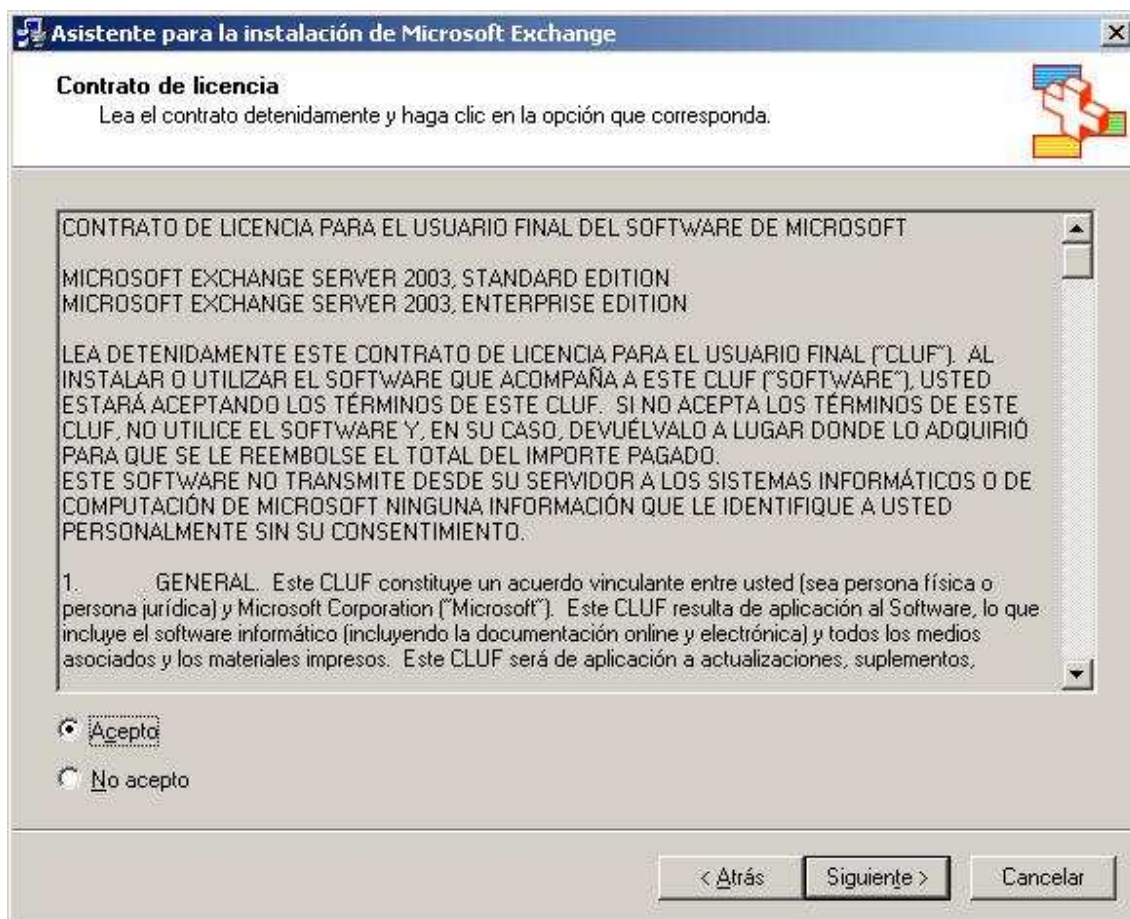 Asistente para la instalación de Microsoft Exchange
Contrato de licencia
Lea el contrato detenidamente y haga clic en la opción que corresponda.
CONTRATO DE LICENCIA PARA EL USUARIO FINAL DEL SOFTWARE DE MICROSOFT
MICROSOFT EXCHANGE SERVER 2003, STANDARD EDITION
MICROSOFT EXCHANGE SERVER 2003, ENTERPRISE EDITION
LEA DETENIDAMENTE ESTE CONTRATO DE LICENCIA PARA EL USUARIO FINAL ("CLUF").  AL
INSTALAR O UTILIZAR EL SOFTWARE QUE ACOMPAÑA A ESTE CLUF ("SOFTWARE"), USTED
ESTARÁ ACEPTANDO LOS TÉRMINOS DE ESTE CLUF.  SI NO ACEPTA LOS TÉRMINOS DE ESTE
CLUF, NO UTILICE EL SOFTWARE Y, EN SU CASO, DEVUÉLVALO A LUGAR DONDE LO ADQUIRIÓ
PARA QUE SE LE REEMBOLSE EL TOTAL DEL IMPORTE PAGADO.
ESTE SOFTWARE NO TRANSMITE DESDE SU SERVIDOR A LOS SISTEMAS INFORMÁTICOS O DE
COMPUTACIÓN DE MICROSOFT NINGUNA INFORMACIÓN QUE LE IDENTIFIQUE A USTED
PERSONALMENTE SIN SU CONSENTIMIENTO.
1. GENERAL.  Este CLUF constituye un acuerdo vinculante entre usted (sea persona física o
persona jurídica) y Microsoft Corporation ("Microsoft").  Este CLUF resulta de aplicación al Software, lo que
incluye el software informático (incluyendo la documentación online y electrónica) y todos los medios
asociados y los materiales impresos.  Este CLUF será de aplicación a actualizaciones, suplementos,
Acepto
No acepto
< Atrás
Siguiente >
Cancelar